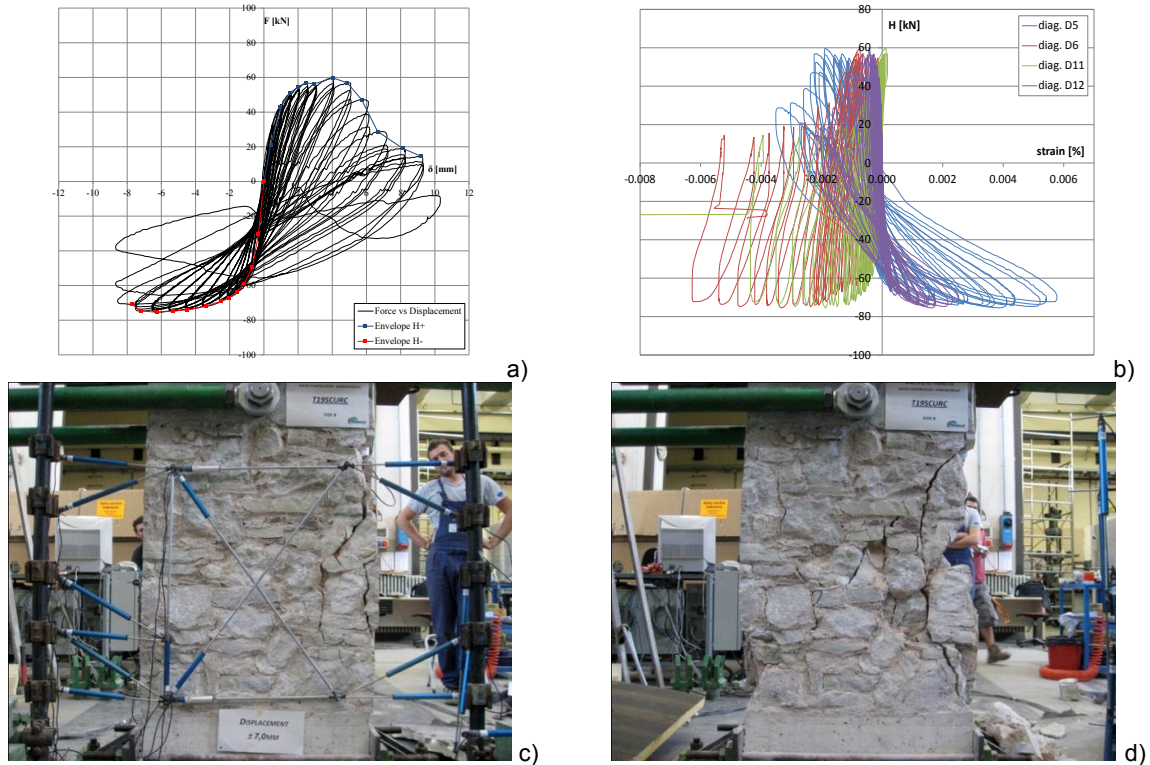 F [kN]
100
80
60
40
20
0
-20
-40
-60
-80
-100
-12
-10
-8
-6
-4
-2
0
2
4
6
8
10
12
δ [mm]
Force vs Displacement
Envelope H+
Envelope H-
a)
H [kN]
80
60
40
20
0
-20
-40
-60
-80
-100
-0.008
-0.006
-0.004
-0.002
0.000
0.002
0.004
0.006
strain [%]
diag. D5
diag. D6
diag. D11
diag. D12
b)
T19SCURC
DISPLACEMENT
± 7,0MM
c)
T19SCURC
d)